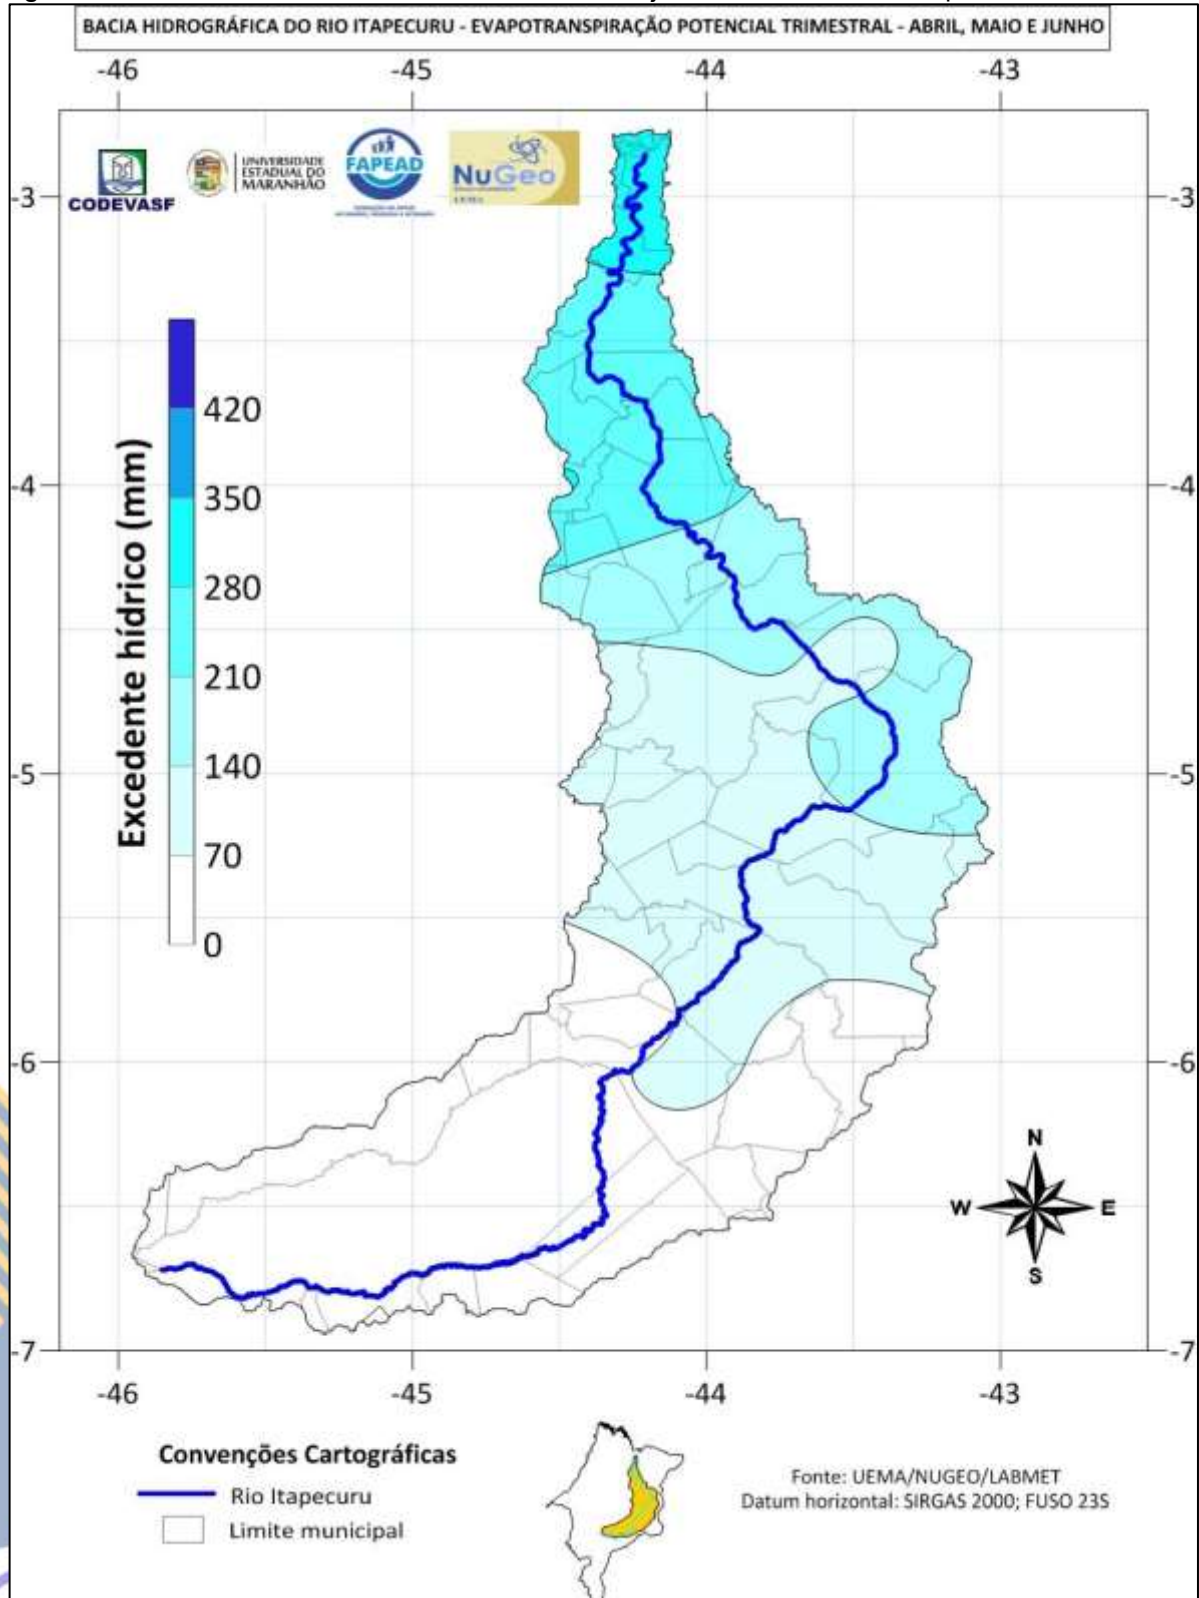 BACIA HIDROGRÁFICA DO RIO ITAPECURU - EVAPOTRANSPIRAÇÃO POTENCIAL TRIMESTRAL - ABRIL, MAIO E JUNHO
-46 -45 -44 -43
CODEVASF
UNIVERSIDADE
ESTADUAL DO
MARANHÃO
FAPEAD
NuGeo
-3 -3
-4 -4
-5 -5
-6 -6
-7 -7
Excedente hídrico (mm)
420
350
280
210
140
70
0
N
W E
S
-46 -45 -44 -43
Convenções Cartográficas
Rio Itapecuru
Limite municipal
Fonte: UEMA/NUGEO/LABMET
Datum horizontal: SIRGAS 2000; FUSO 23S